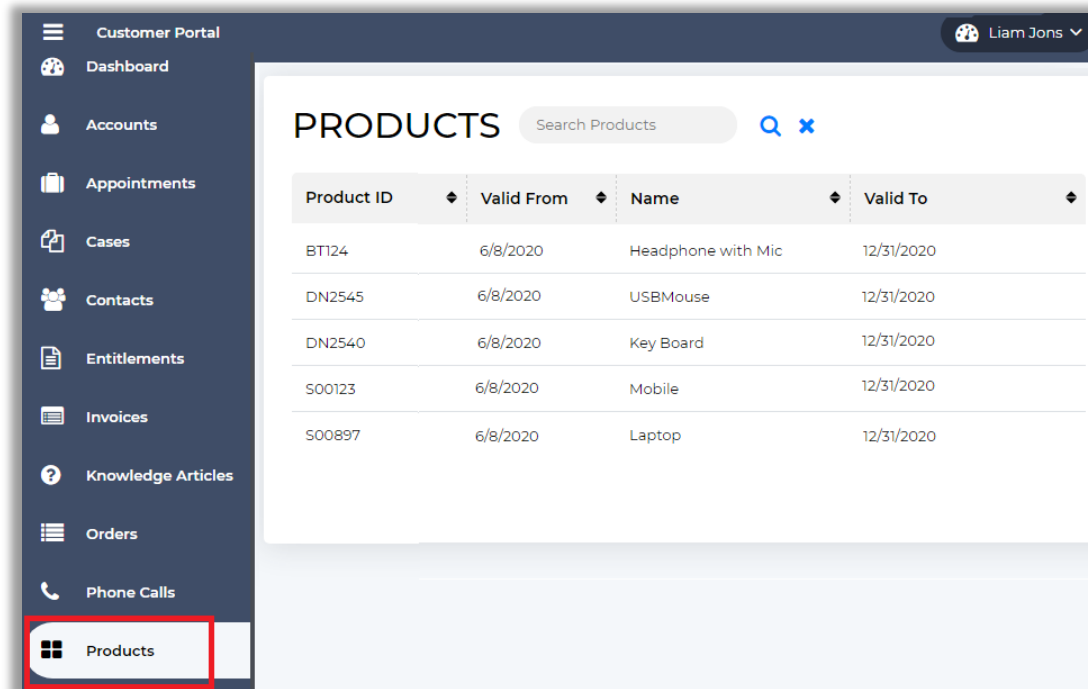 Customer Portal
Liam Jons
Dashboard
Accounts
Appointments
Cases
Contacts
Entitlements
Invoices
Knowledge Articles
Orders
Phone Calls
Products
PRODUCTS Search Products
Product ID Valid From Name Valid To
BT124 6/8/2020 Headphone with Mic 12/31/2020
DN2545 6/8/2020 USBMouse 12/31/2020
DN2540 6/8/2020 Key Board 12/31/2020
S00123 6/8/2020 Mobile 12/31/2020
S00897 6/8/2020 Laptop 12/31/2020